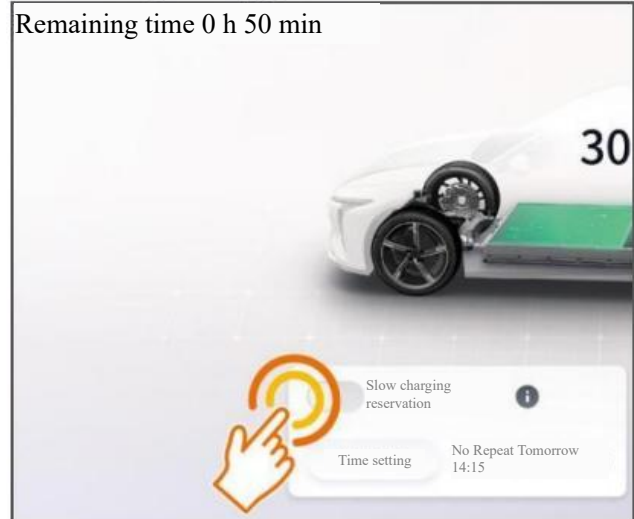 Remaining time 0 h 50 min
30
Slow charging
reservation
i
Time setting
No Repeat Tomorrow
14:15